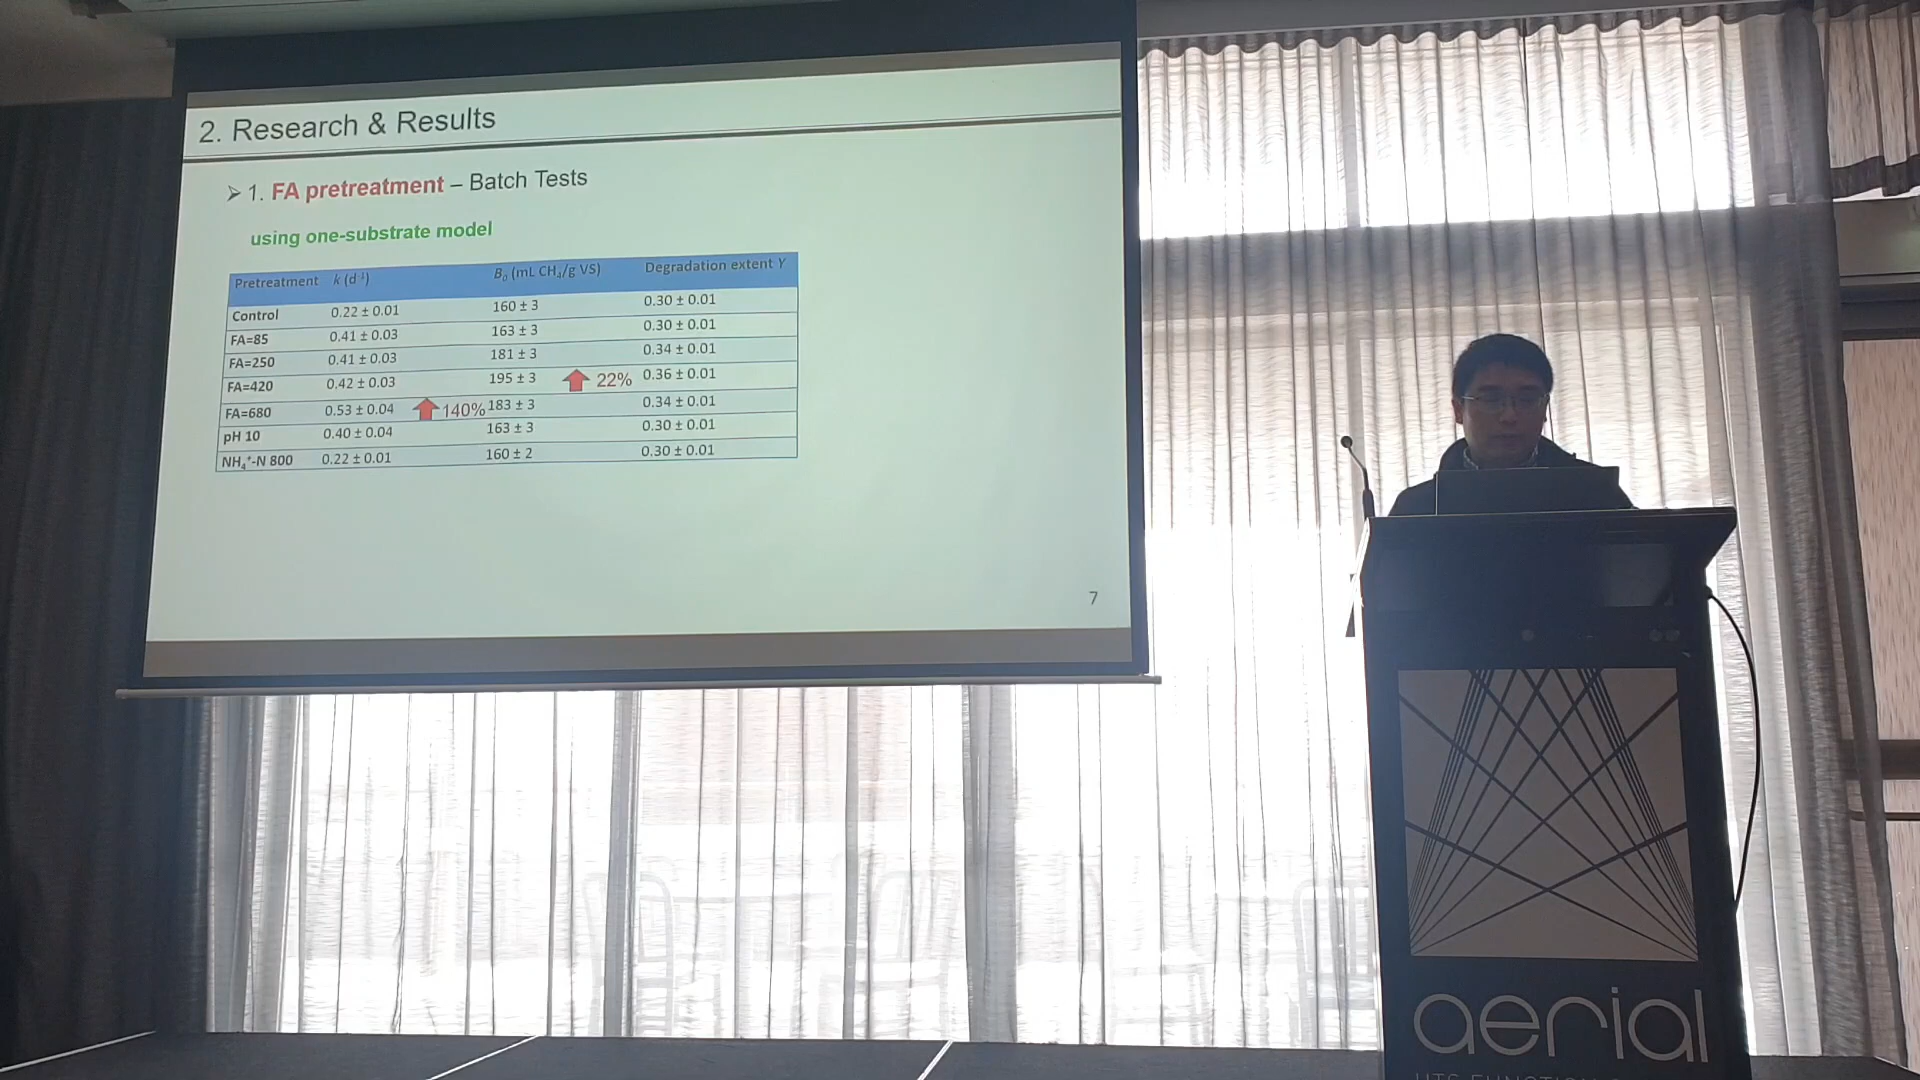 2. Research & Results
➢ 1. FA pretreatment – Batch Tests
using one-substrate model
Pretreatment k (d⁻¹) B₀ (mL CH₄/g VS) Degradation extent Y
Control 0.22 ± 0.01 160 ± 3 0.30 ± 0.01
FA=85 0.41 ± 0.03 163 ± 3 0.30 ± 0.01
FA=250 0.41 ± 0.03 181 ± 3 0.34 ± 0.01
FA=420 0.42 ± 0.03 195 ± 3 22% 0.36 ± 0.01
FA=680 0.53 ± 0.04 140% 183 ± 3 0.34 ± 0.01
pH 10 0.40 ± 0.04 163 ± 3 0.30 ± 0.01
NH₄⁺-N 800 0.22 ± 0.01 160 ± 2 0.30 ± 0.01
7
aerial
UTS FUNCTION